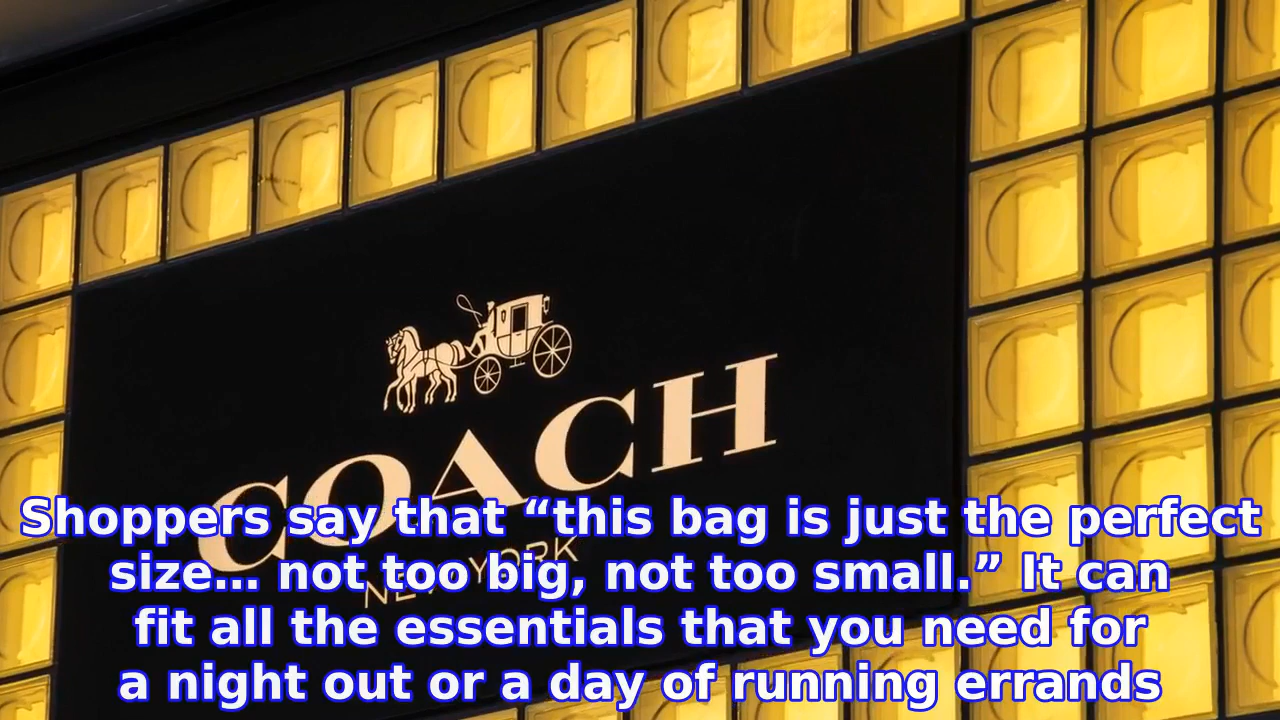 COACH
NEW YORK
Shoppers say that “this bag is just the perfect
size... not too big, not too small.” It can
fit all the essentials that you need for
a night out or a day of running errands